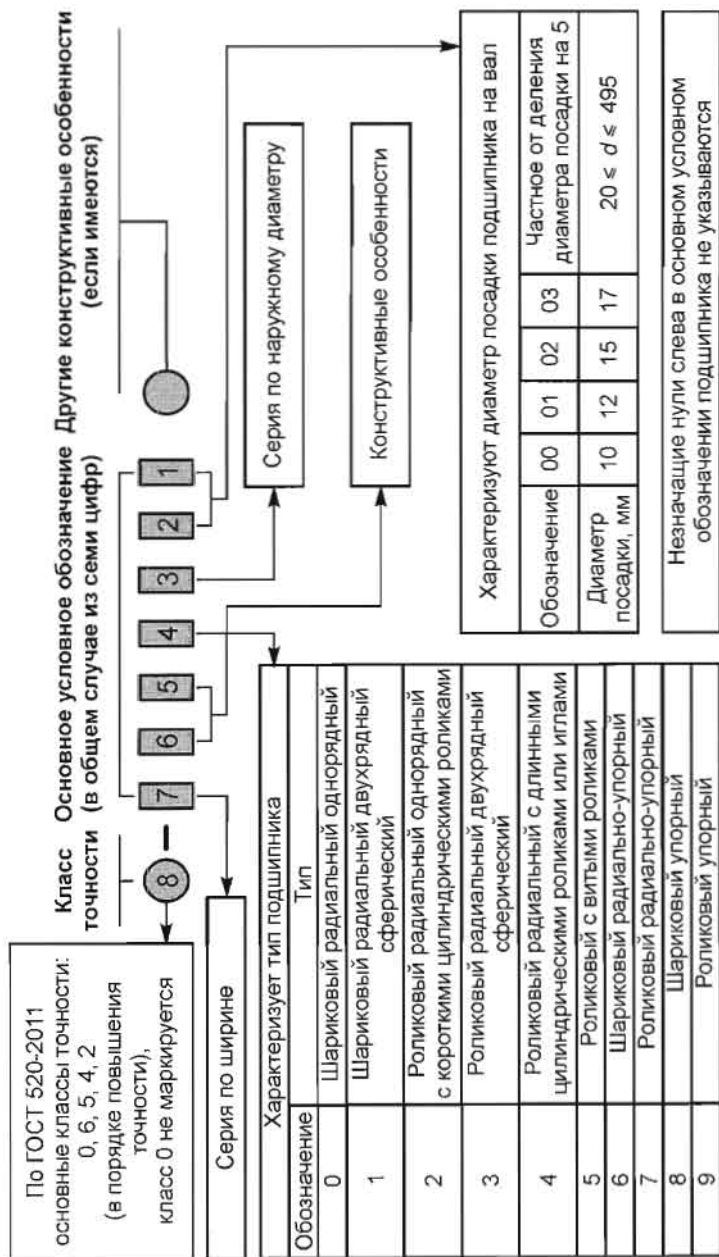 Класс
точности
Основное условное обозначение
(в общем случае из семи цифр)
Другие конструктивные особенности
(если имеются)
8 – 7 6 5 4 3 2 1
По ГОСТ 520-2011
основные классы точности:
0, 6, 5, 4, 2
(в порядке повышения
точности),
класс 0 не маркируется
Серия по ширине
Серия по наружному диаметру
Конструктивные особенности
Характеризует тип подшипника
Обозначение Тип
0 Шариковый радиальный однорядный
1 Шариковый радиальный двухрядный
сферический
2 Роликовый радиальный однорядный
с короткими цилиндрическими роликами
3 Роликовый радиальный двухрядный
сферический
4 Роликовый радиальный с длинными
цилиндрическими роликами или иглами
5 Роликовый с витыми роликами
6 Шариковый радиально-упорный
7 Роликовый радиально-упорный
8 Шариковый упорный
9 Роликовый упорный
Характеризуют диаметр посадки подшипника на вал
Обозначение 00 01 02 03 Частное от деления
диаметра посадки на 5
Диаметр
посадки, мм 10 12 15 17 20 ≤ d ≤ 495
Незначащие нули слева в основном условном
обозначении подшипника не указываются